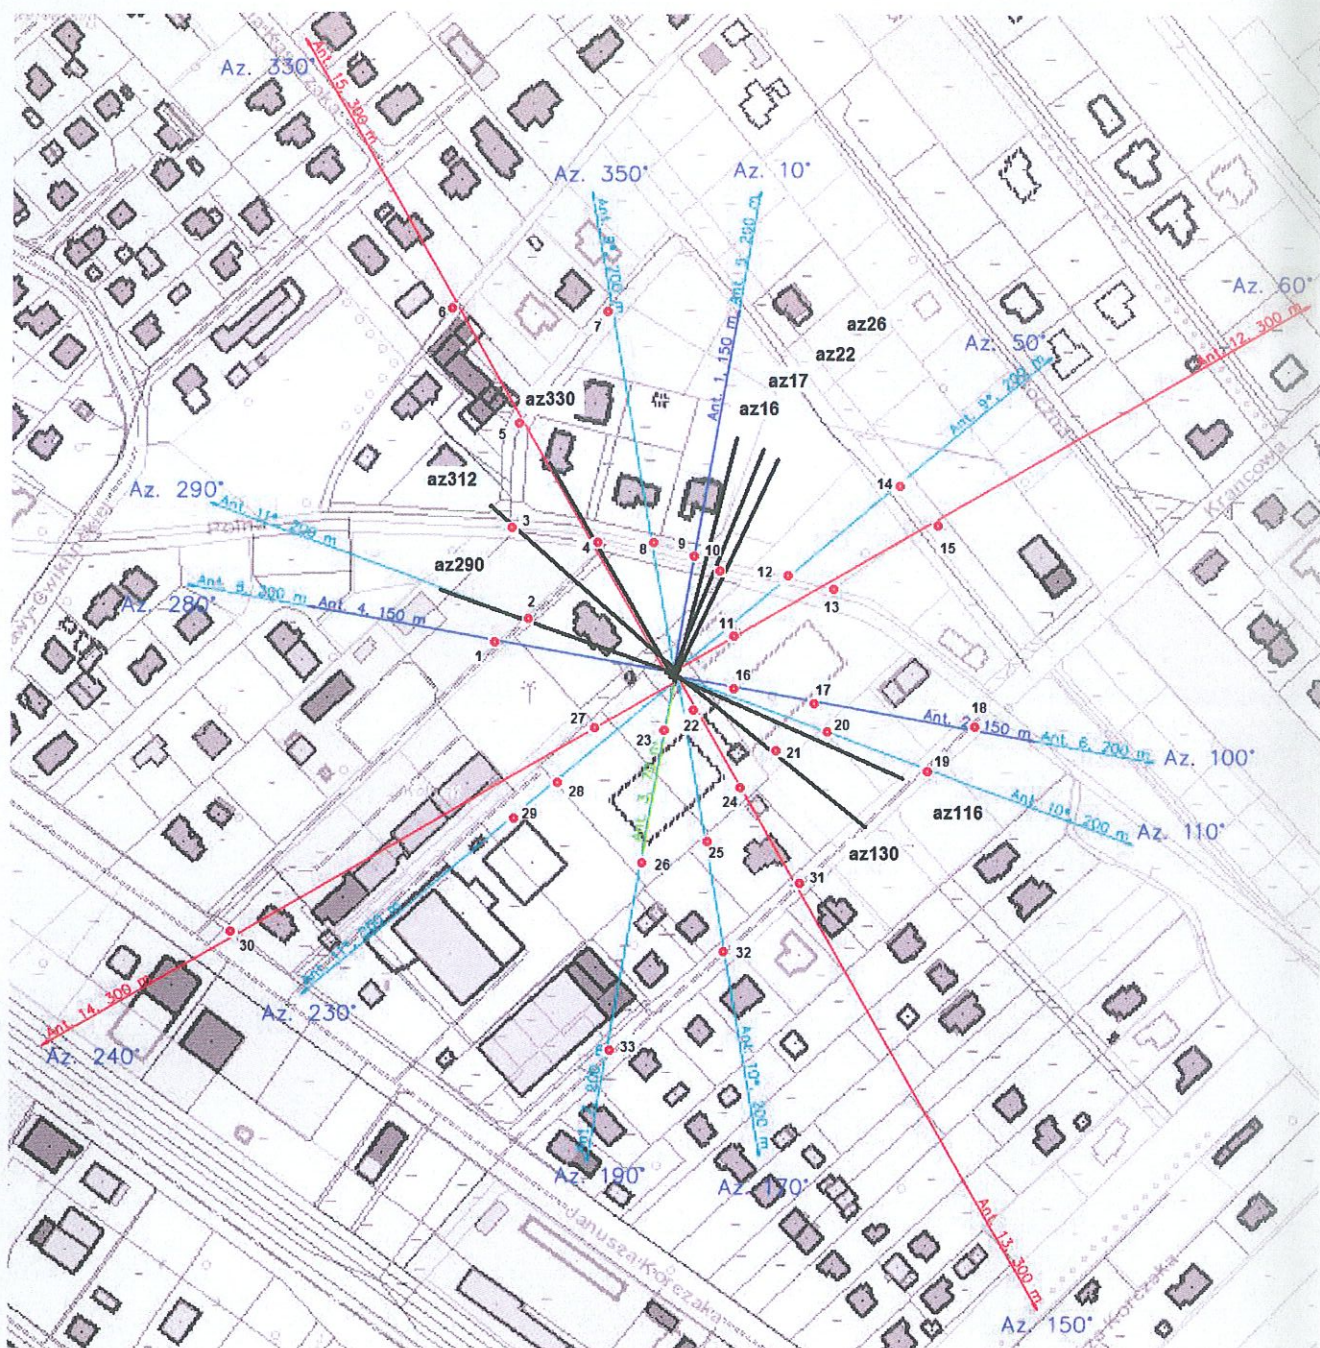 Az. 330°
Ant. 15, 300 m
Az. 350°
Az. 10°
Ant. 5, 200 m
Ant. 1, 150 m
Az. 60°
Ant. 12, 300 m
Az. 50°
Ant. 9*, 200 m
az26
az22
az17
az16
az330
az312
az290
Az. 290°
Ant. 11*, 200 m
Polna
Ant. 8, 300 m
Ant. 4, 150 m
Az. 280°
Krańcowa
6
7
5
3
4
8
9
10
14
15
12
13
2
1
11
16
17
18
27
23
22
20
21
19
24
28
29
26
25
31
30
32
33
Ant. 2, 150 m
Ant. 6, 200 m
Az. 100°
Ant. 10*, 200 m
Az. 110°
az116
az130
Az. 230°
Ant. 14, 300 m
Az. 240°
Ant. 10*, 200 m
Az. 190°
Az. 170°
Ant. 13, 300 m
Az. 150°
Janusza Korczaka